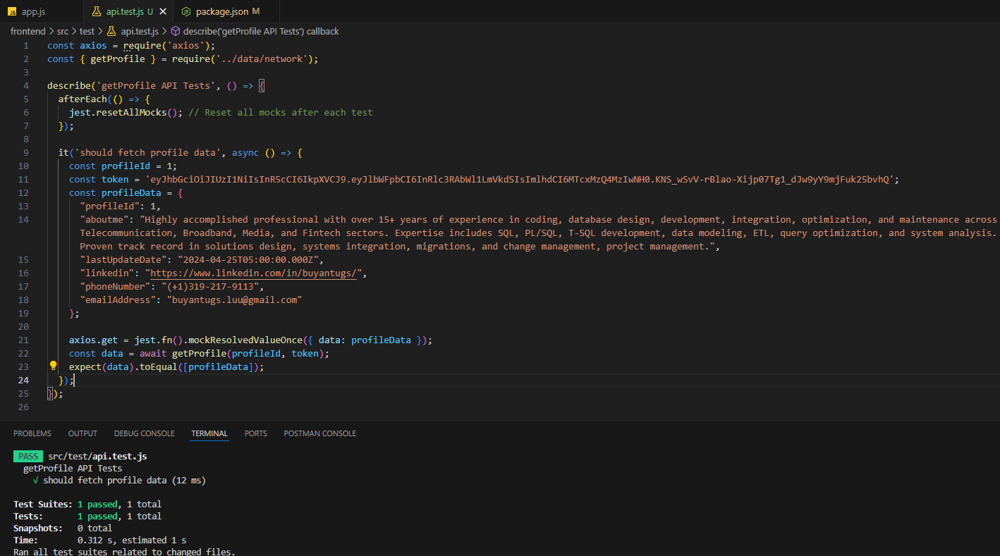 JS app.js api.test.js U × JS package.json M
frontend > src > test > api.test.js > describe('getProfile API Tests') callback
1 const axios = require('axios');
2 const { getProfile } = require('../data/network');
3
4 describe('getProfile API Tests', () => {
5 afterEach(() => {
6 jest.resetAllMocks(); // Reset all mocks after each test
7 });
8
9 it('should fetch profile data', async () => {
10 const profileId = 1;
11 const token = 'eyJhbGciOiJIUzI1NiIsInR5cCI6IkpXVCJ9.eyJlbWFpbCI6InRlc3RAbWl1LmVkdSIsImlhdCI6MTcxMzQ4MzIwNH0.KNS_wSvV-rBlao-Xijp07Tg1_dJw9yY9mjFuk25bvhQ';
12 const profileData = {
13 "profileId": 1,
14 "aboutme": "Highly accomplished professional with over 15+ years of experience in coding, database design, development, integration, optimization, and maintenance across
Telecommunication, Broadband, Media, and Fintech sectors. Expertise includes SQL, PL/SQL, T-SQL development, data modeling, ETL, query optimization, and system analysis.
Proven track record in solutions design, systems integration, migrations, and change management, project management.",
15 "lastUpdateDate": "2024-04-25T05:00:00.000Z",
16 "linkedin": "https://www.linkedin.com/in/buyantugs/",
17 "phoneNumber": "(+1)319-217-9113",
18 "emailAddress": "buyantugs.luu@gmail.com"
19 };
20
21 axios.get = jest.fn().mockResolvedValueOnce({ data: profileData });
22 const data = await getProfile(profileId, token);
23 expect(data).toEqual([profileData]);
24 });
25 });
26
PROBLEMS OUTPUT DEBUG CONSOLE TERMINAL PORTS POSTMAN CONSOLE
PASS src/test/api.test.js
getProfile API Tests
√ should fetch profile data (12 ms)
Test Suites: 1 passed, 1 total
Tests: 1 passed, 1 total
Snapshots: 0 total
Time: 0.312 s, estimated 1 s
Ran all test suites related to changed files.